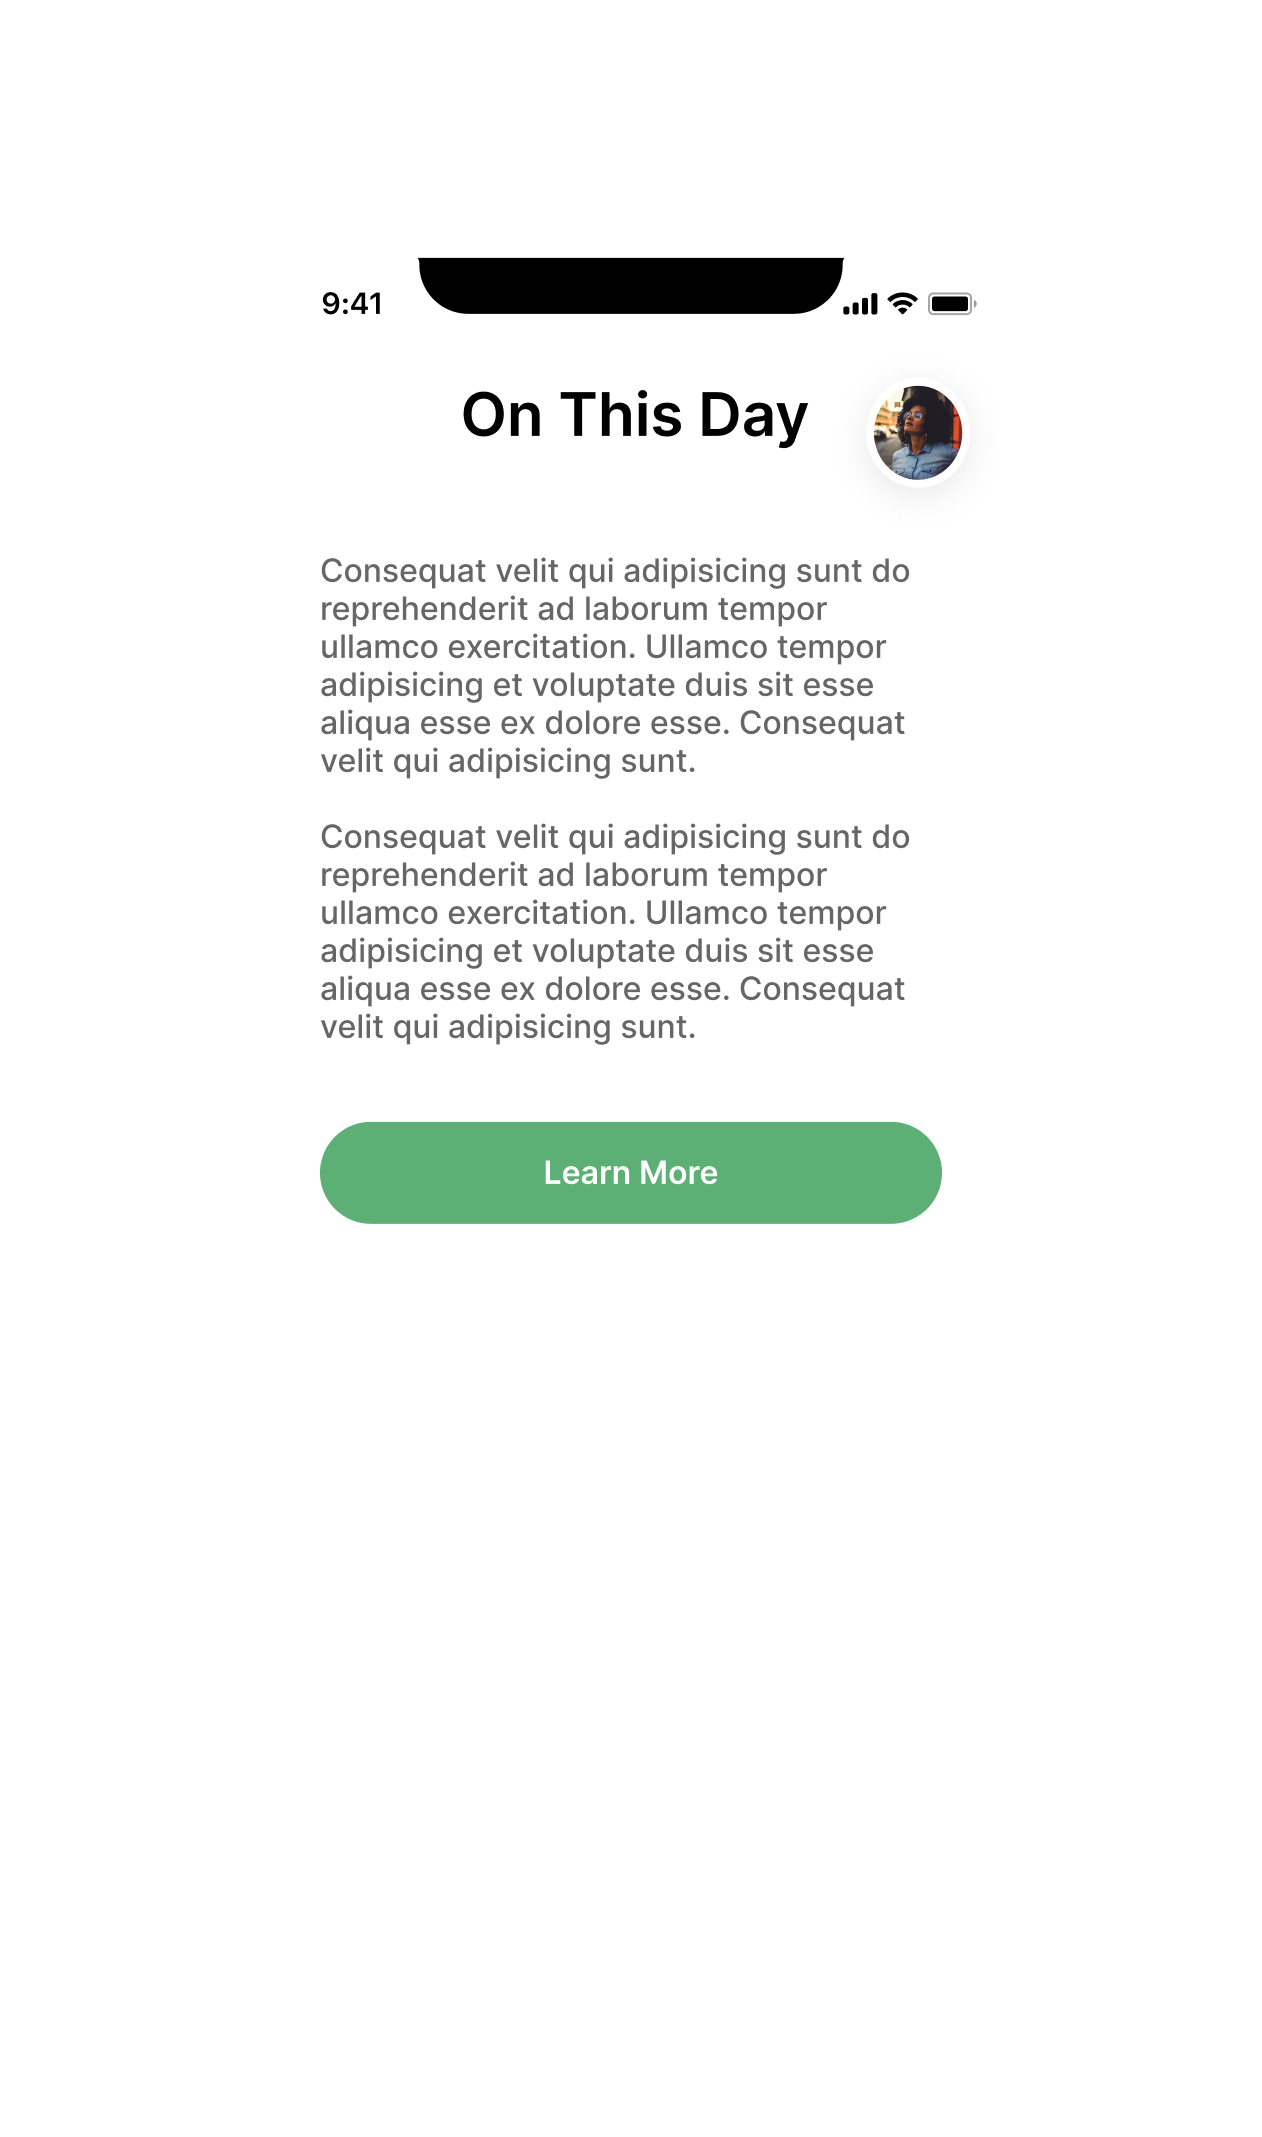 9:41
On This Day
Consequat velit qui adipisicing sunt do
reprehenderit ad laborum tempor
ullamco exercitation. Ullamco tempor
adipisicing et voluptate duis sit esse
aliqua esse ex dolore esse. Consequat
velit qui adipisicing sunt.
Consequat velit qui adipisicing sunt do
reprehenderit ad laborum tempor
ullamco exercitation. Ullamco tempor
adipisicing et voluptate duis sit esse
aliqua esse ex dolore esse. Consequat
velit qui adipisicing sunt.
Learn More